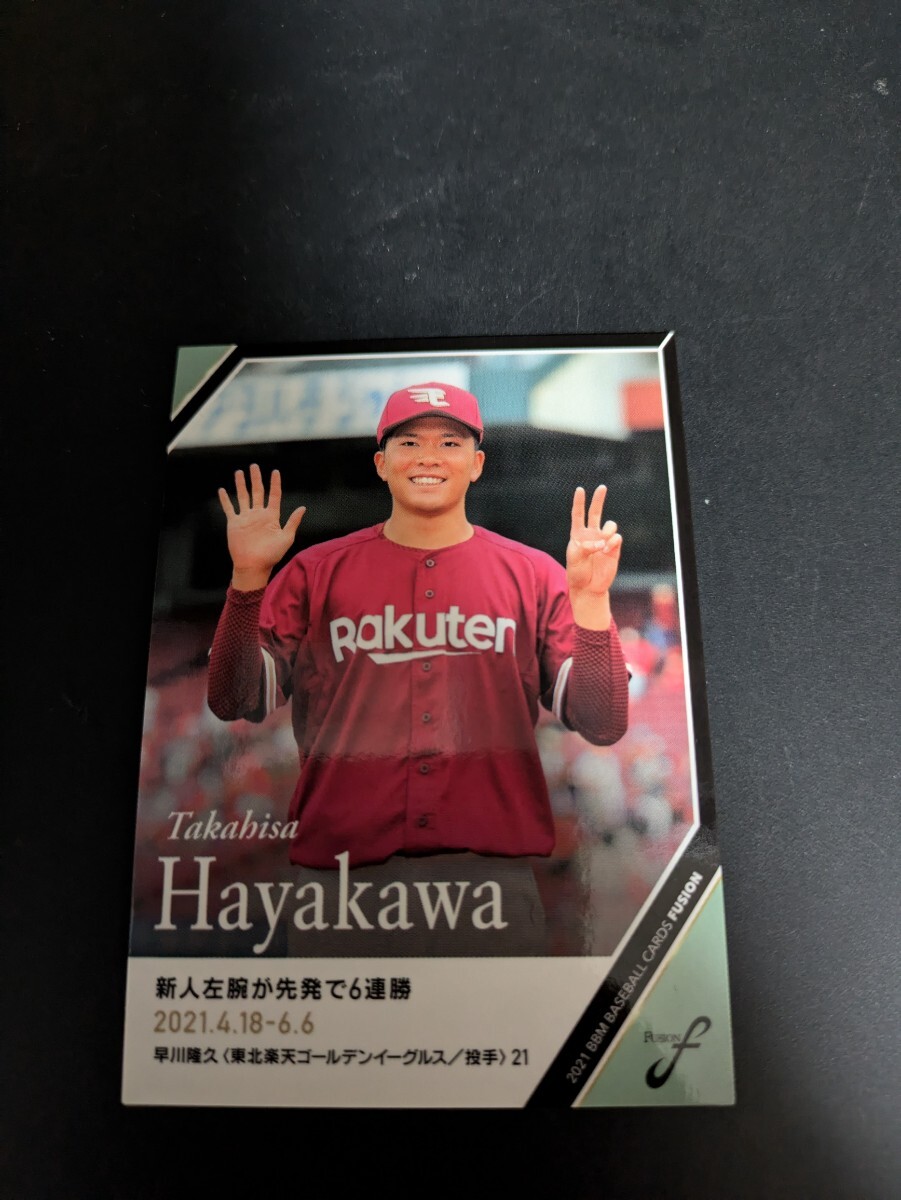 Rakuten
Takahisa
Hayakawa
新人左腕が先発で6連勝
2021.4.18-6.6
早川隆久〈東北楽天ゴールデンイーグルス／投手〉21
2021 BBM BASEBALL CARDS FUSION
FUSION
f